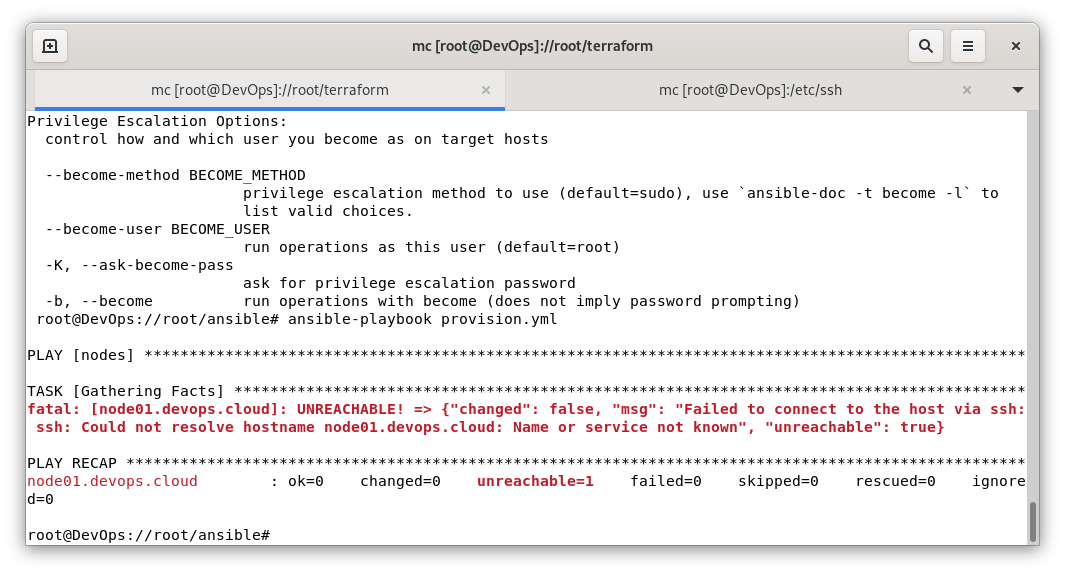 mc [root@DevOps]://root/terraform
mc [root@DevOps]://root/terraform
mc [root@DevOps]:/etc/ssh
Privilege Escalation Options:
  control how and which user you become as on target hosts

  --become-method BECOME_METHOD
                        privilege escalation method to use (default=sudo), use `ansible-doc -t become -l` to
                        list valid choices.
  --become-user BECOME_USER
                        run operations as this user (default=root)
  -K, --ask-become-pass
                        ask for privilege escalation password
  -b, --become          run operations with become (does not imply password prompting)
 root@DevOps://root/ansible# ansible-playbook provision.yml

PLAY [nodes] **************************************************************************************************

TASK [Gathering Facts] ****************************************************************************************
fatal: [node01.devops.cloud]: UNREACHABLE! => {"changed": false, "msg": "Failed to connect to the host via ssh:
 ssh: Could not resolve hostname node01.devops.cloud: Name or service not known", "unreachable": true}

PLAY RECAP ****************************************************************************************************
node01.devops.cloud        : ok=0    changed=0    unreachable=1    failed=0    skipped=0    rescued=0    ignore
d=0

root@DevOps://root/ansible#